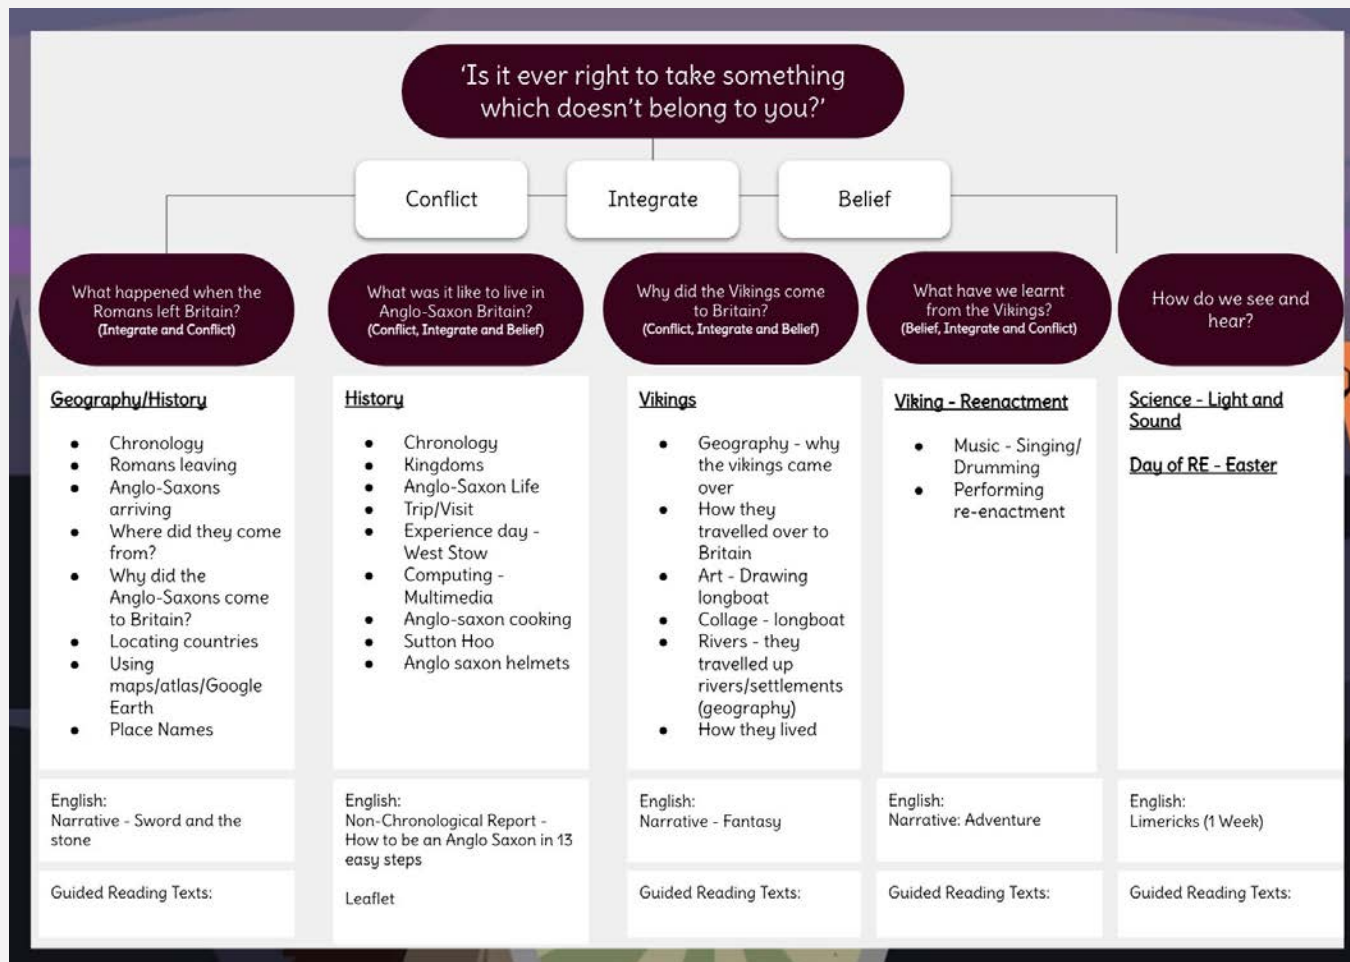 'Is it ever right to take something
which doesn't belong to you?'
Conflict
Integrate
Belief
What happened when the
Romans left Britain?
(Integrate and Conflict)
What was it like to live in
Anglo-Saxon Britain?
(Conflict, Integrate and Belief)
Why did the Vikings come
to Britain?
(Conflict, Integrate and Belief)
What have we learnt
from the Vikings?
(Belief, Integrate and Conflict)
How do we see and
hear?
Geography/History
● Chronology
● Romans leaving
● Anglo-Saxons
arriving
● Where did they come
from?
● Why did the
Anglo-Saxons come
to Britain?
● Locating countries
● Using
maps/atlas/Google
Earth
● Place Names
English:
Narrative - Sword and the
stone
Guided Reading Texts:
History
● Chronology
● Kingdoms
● Anglo-Saxon Life
● Trip/Visit
● Experience day -
West Stow
● Computing -
Multimedia
● Anglo-saxon cooking
● Sutton Hoo
● Anglo saxon helmets
English:
Non-Chronological Report -
How to be an Anglo Saxon in 13
easy steps
Leaflet
Vikings
● Geography - why
the vikings came
over
● How they
travelled over to
Britain
● Art - Drawing
longboat
● Collage - longboat
● Rivers - they
travelled up
rivers/settlements
(geography)
● How they lived
English:
Narrative - Fantasy
Guided Reading Texts:
Viking - Reenactment
● Music - Singing/
Drumming
● Performing
re-enactment
English:
Narrative: Adventure
Guided Reading Texts:
Science - Light and
Sound
Day of RE - Easter
English:
Limericks (1 Week)
Guided Reading Texts: